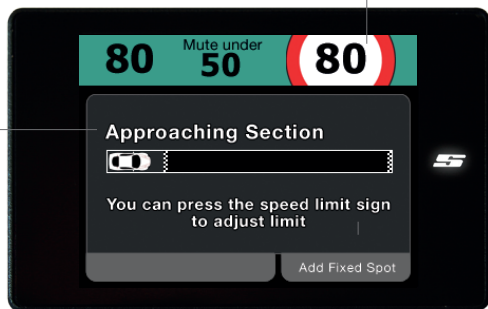 80
Mute under
50
80
Approaching Section
You can press the speed limit sign
to adjust limit
Add Fixed Spot